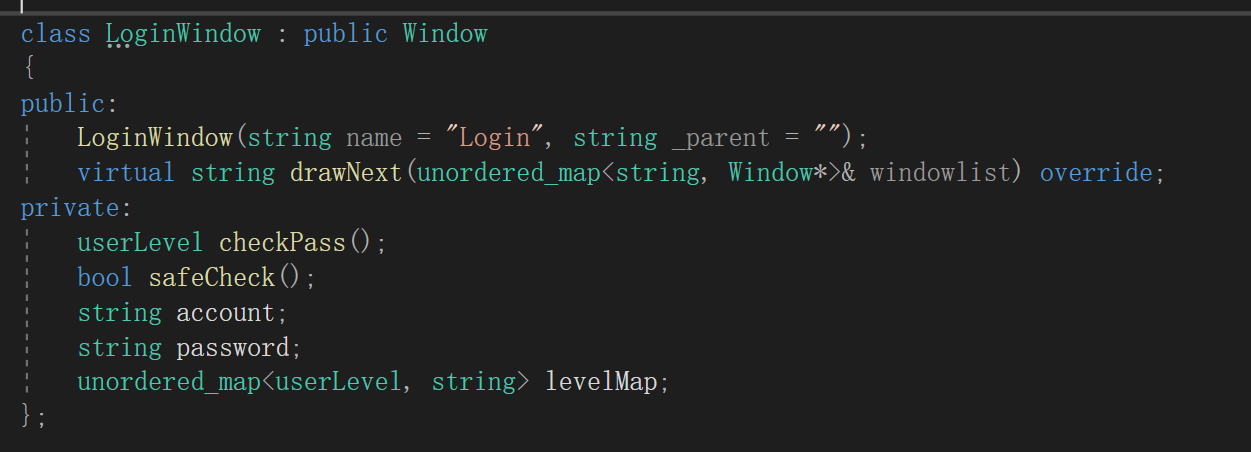 class LoginWindow : public Window
{
public:
    LoginWindow(string name = "Login", string _parent = "");
    virtual string drawNext(unordered_map<string, Window*>& windowlist) override;
private:
    userLevel checkPass();
    bool safeCheck();
    string account;
    string password;
    unordered_map<userLevel, string> levelMap;
};